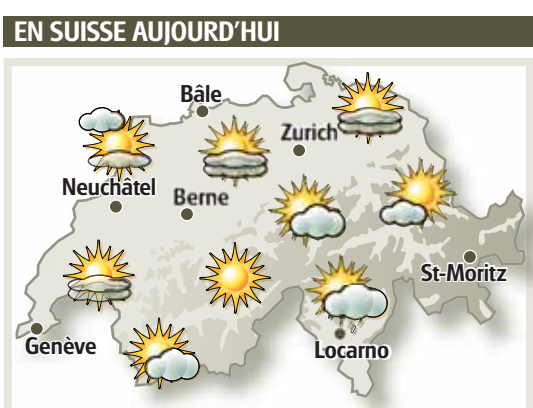 EN SUISSE AUJOURD'HUI
Bâle
Zurich
Neuchâtel
Berne
St-Moritz
Genève
Locarno